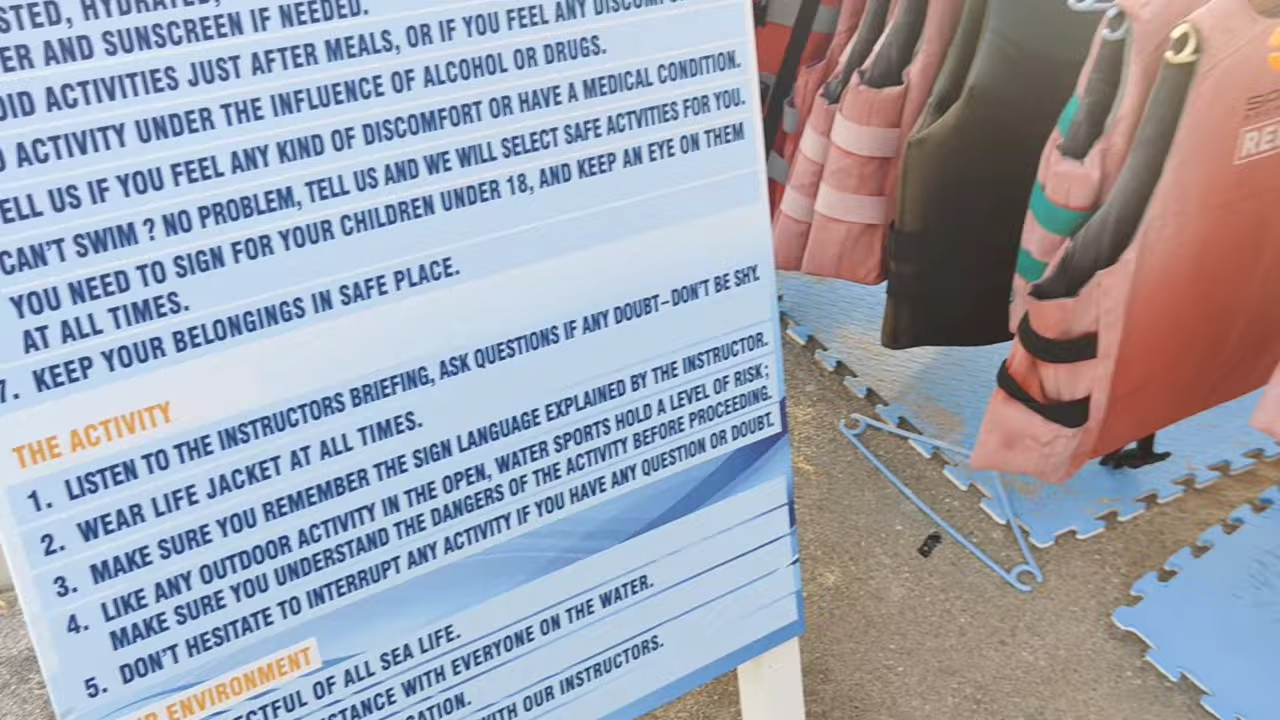 HYDRATED,
AND SUNSCREEN IF NEEDED.
ACTIVITIES JUST AFTER MEALS, OR IF YOU FEEL ANY
ACTIVITY UNDER THE INFLUENCE OF ALCOHOL OR DRUGS.
ELL US IF YOU FEEL ANY KIND OF DISCOMFORT OR HAVE A MEDICAL CONDITION.
CAN'T SWIM ? NO PROBLEM, TELL US AND WE WILL SELECT SAFE ACTVITIES FOR YOU.
YOU NEED TO SIGN FOR YOUR CHILDREN UNDER 18, AND KEEP AN EYE ON THEM
AT ALL TIMES.
7. KEEP YOUR BELONGINGS IN SAFE PLACE.
THE ACTIVITY
1. LISTEN TO THE INSTRUCTORS BRIEFING, ASK QUESTIONS IF ANY DOUBT–DON'T BE SHY.
2. WEAR LIFE JACKET AT ALL TIMES.
3. MAKE SURE YOU REMEMBER THE SIGN LANGUAGE EXPLAINED BY THE INSTRUCTOR.
4. LIKE ANY OUTDOOR ACTIVITY IN THE OPEN, WATER SPORTS HOLD A LEVEL OF RISK;
MAKE SURE YOU UNDERSTAND THE DANGERS OF THE ACTIVITY BEFORE PROCEEDING.
5. DON'T HESITATE TO INTERRUPT ANY ACTIVITY IF YOU HAVE ANY QUESTION OR DOUBT.
ENVIRONMENT
ECTFUL OF ALL SEA LIFE.
STANCE WITH EVERYONE ON THE WATER.
WITH OUR INSTRUCTORS.